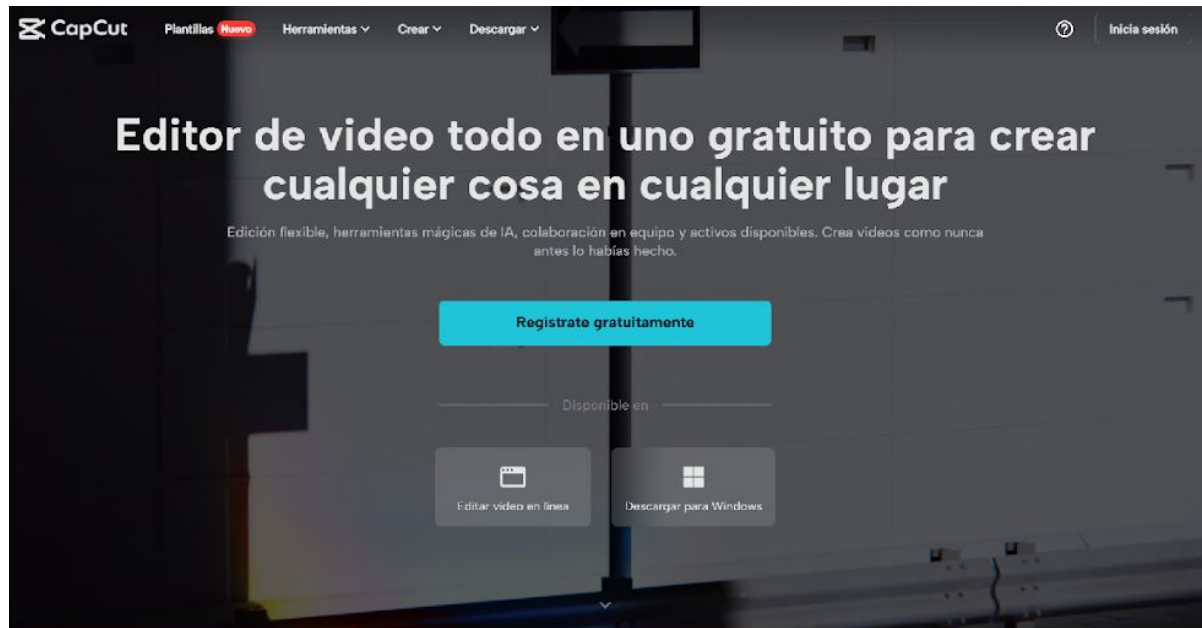 CapCut
Plantillas Nuevo
Herramientas
Crear
Descargar
Inicia sesión
Editor de video todo en uno gratuito para crear
cualquier cosa en cualquier lugar
Edición flexible, herramientas mágicas de IA, colaboración en equipo y activos disponibles. Crea videos como nunca
antes lo habías hecho.
Regístrate gratuitamente
Disponible en
Editar video en línea
Descargar para Windows